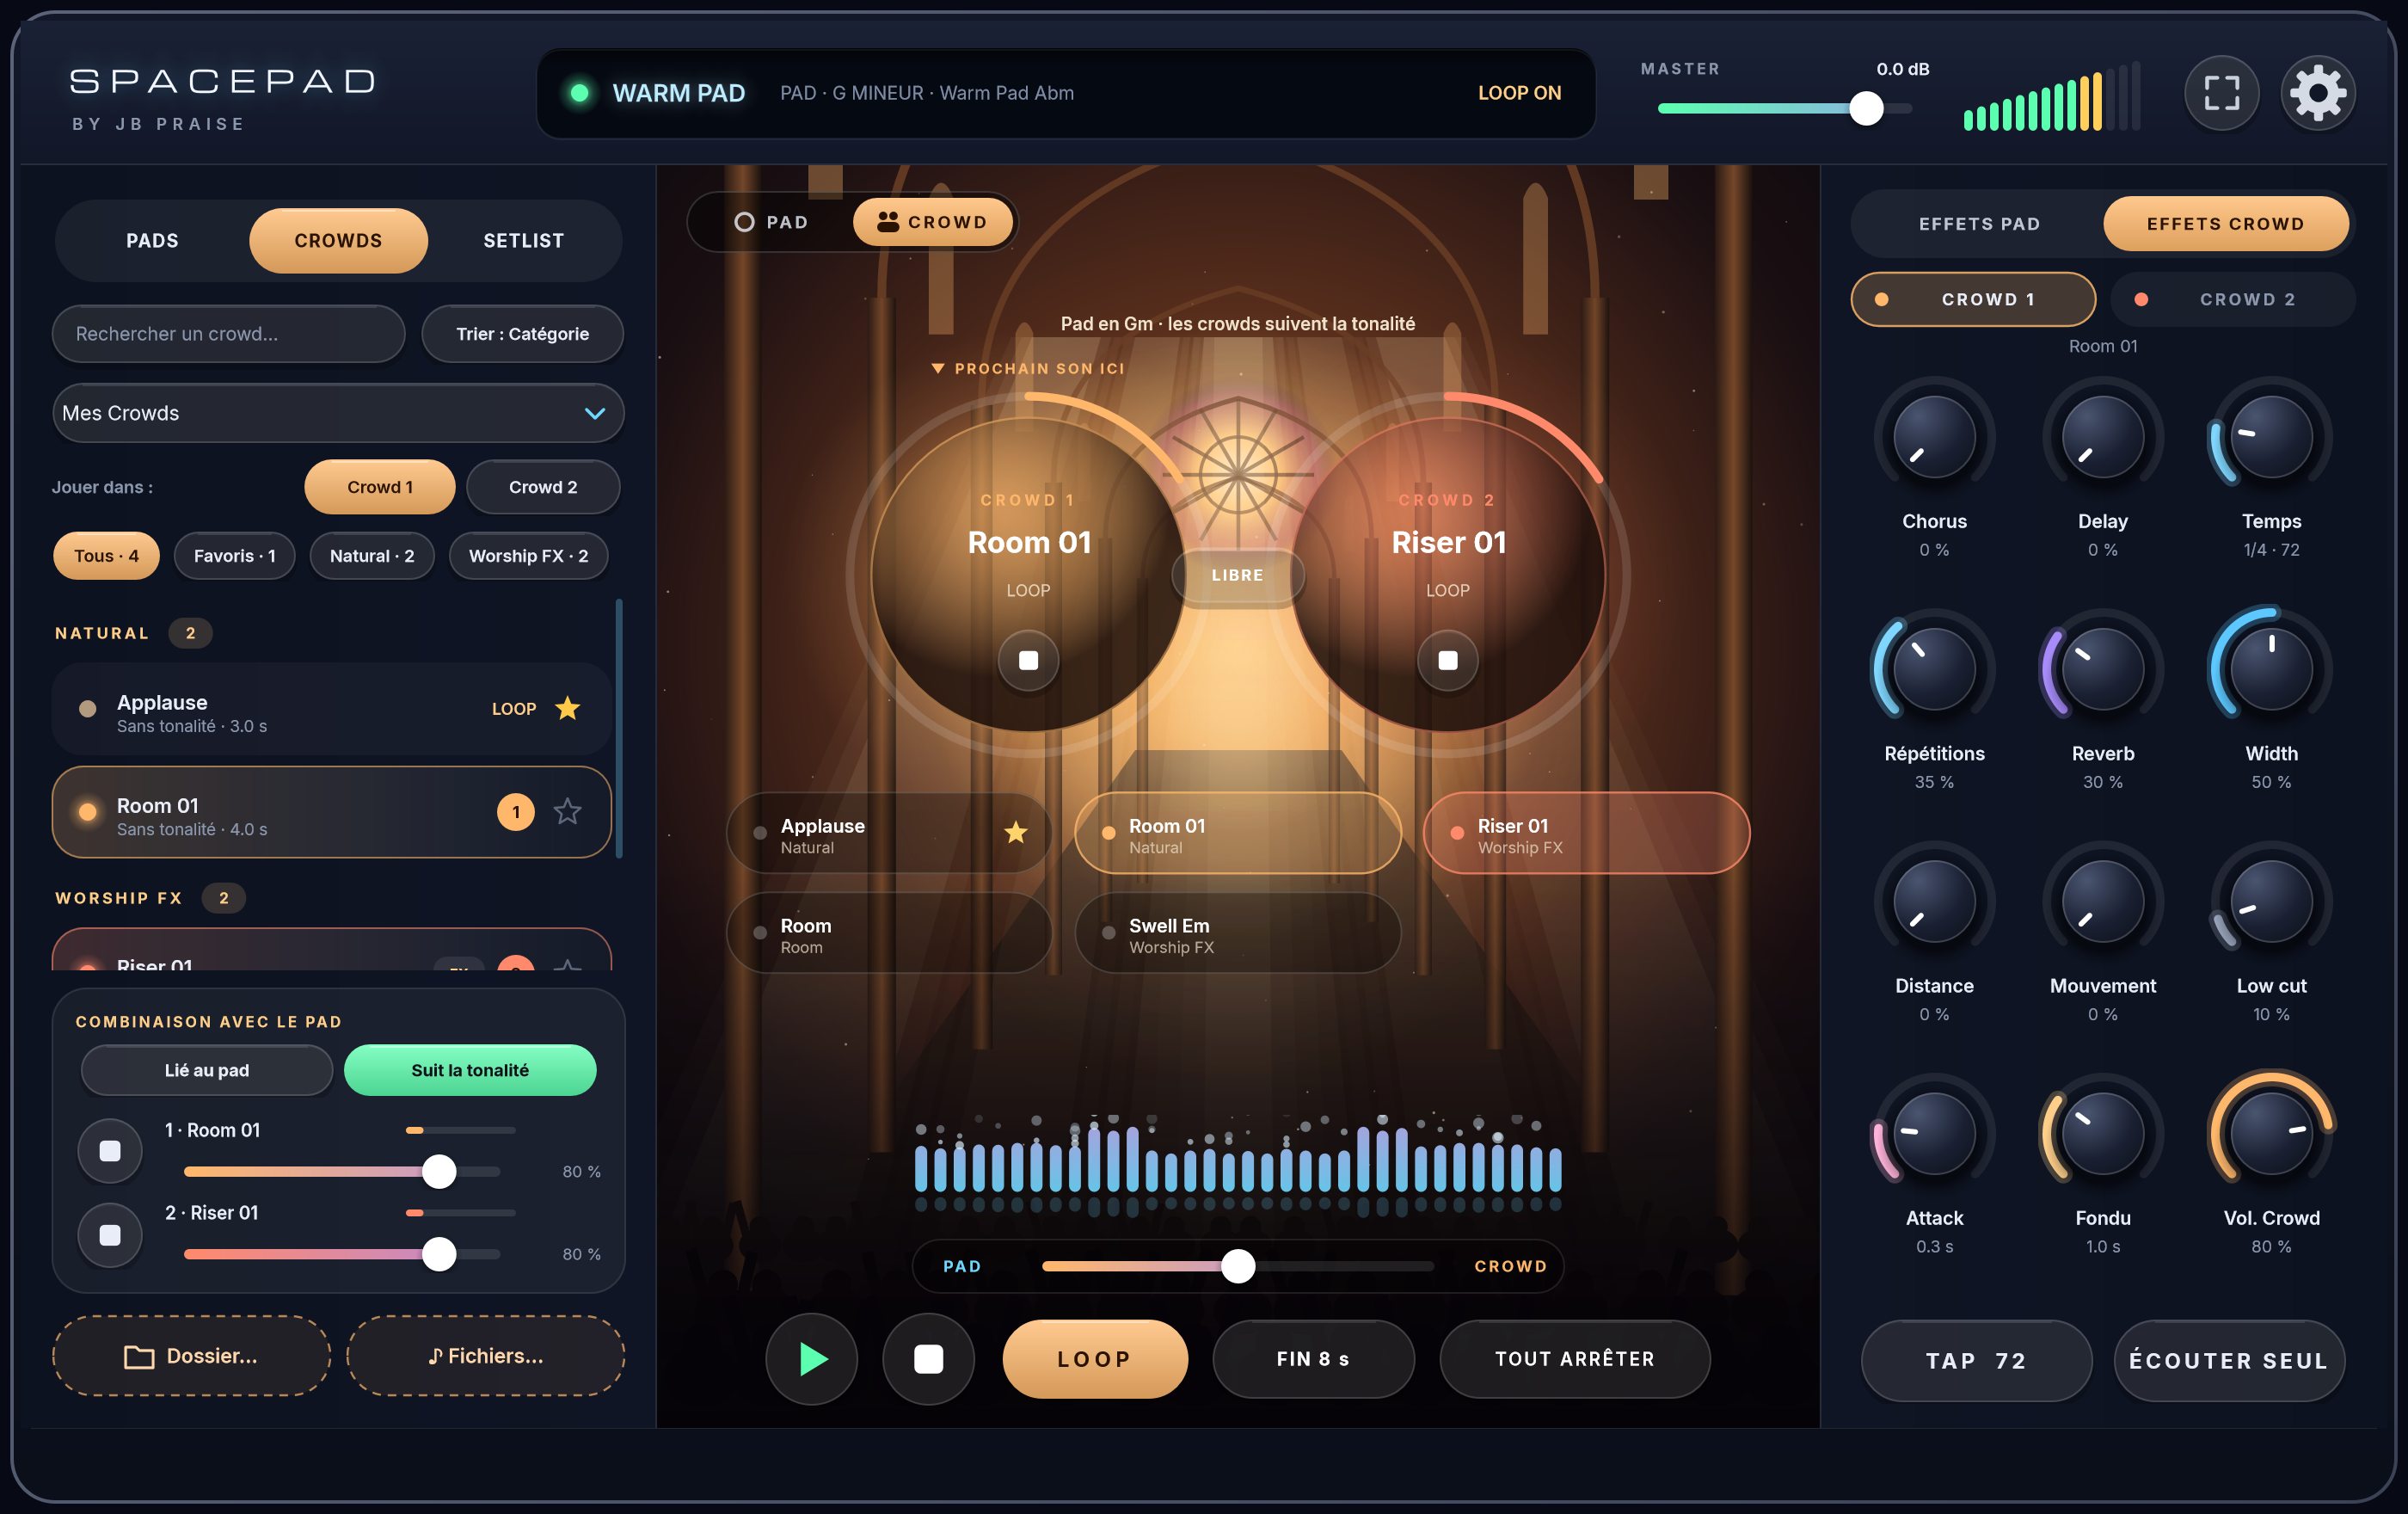 SPACEPAD
BY JB PRAISE
WARM PAD
PAD · G MINEUR · Warm Pad Abm
LOOP ON
MASTER
0.0 dB
PADS
CROWDS
SETLIST
Rechercher un crowd...
Trier : Catégorie
Mes Crowds
Jouer dans :
Crowd 1
Crowd 2
Tous · 4
Favoris · 1
Natural · 2
Worship FX · 2
NATURAL
2
Applause
Sans tonalité · 3.0 s
LOOP
Room 01
Sans tonalité · 4.0 s
1
WORSHIP FX
2
Riser 01
COMBINAISON AVEC LE PAD
Lié au pad
Suit la tonalité
1 · Room 01
80 %
2 · Riser 01
80 %
Dossier...
Fichiers...
PAD
CROWD
Pad en Gm · les crowds suivent la tonalité
PROCHAIN SON ICI
CROWD 1
Room 01
LOOP
LIBRE
CROWD 2
Riser 01
LOOP
Applause
Natural
Room 01
Natural
Riser 01
Worship FX
Room
Room
Swell Em
Worship FX
PAD
CROWD
LOOP
FIN 8 s
TOUT ARRÊTER
EFFETS PAD
EFFETS CROWD
CROWD 1
CROWD 2
Room 01
Chorus
0 %
Delay
0 %
Temps
1/4 · 72
Répétitions
35 %
Reverb
30 %
Width
50 %
Distance
0 %
Mouvement
0 %
Low cut
10 %
Attack
0.3 s
Fondu
1.0 s
Vol. Crowd
80 %
TAP 72
ÉCOUTER SEUL